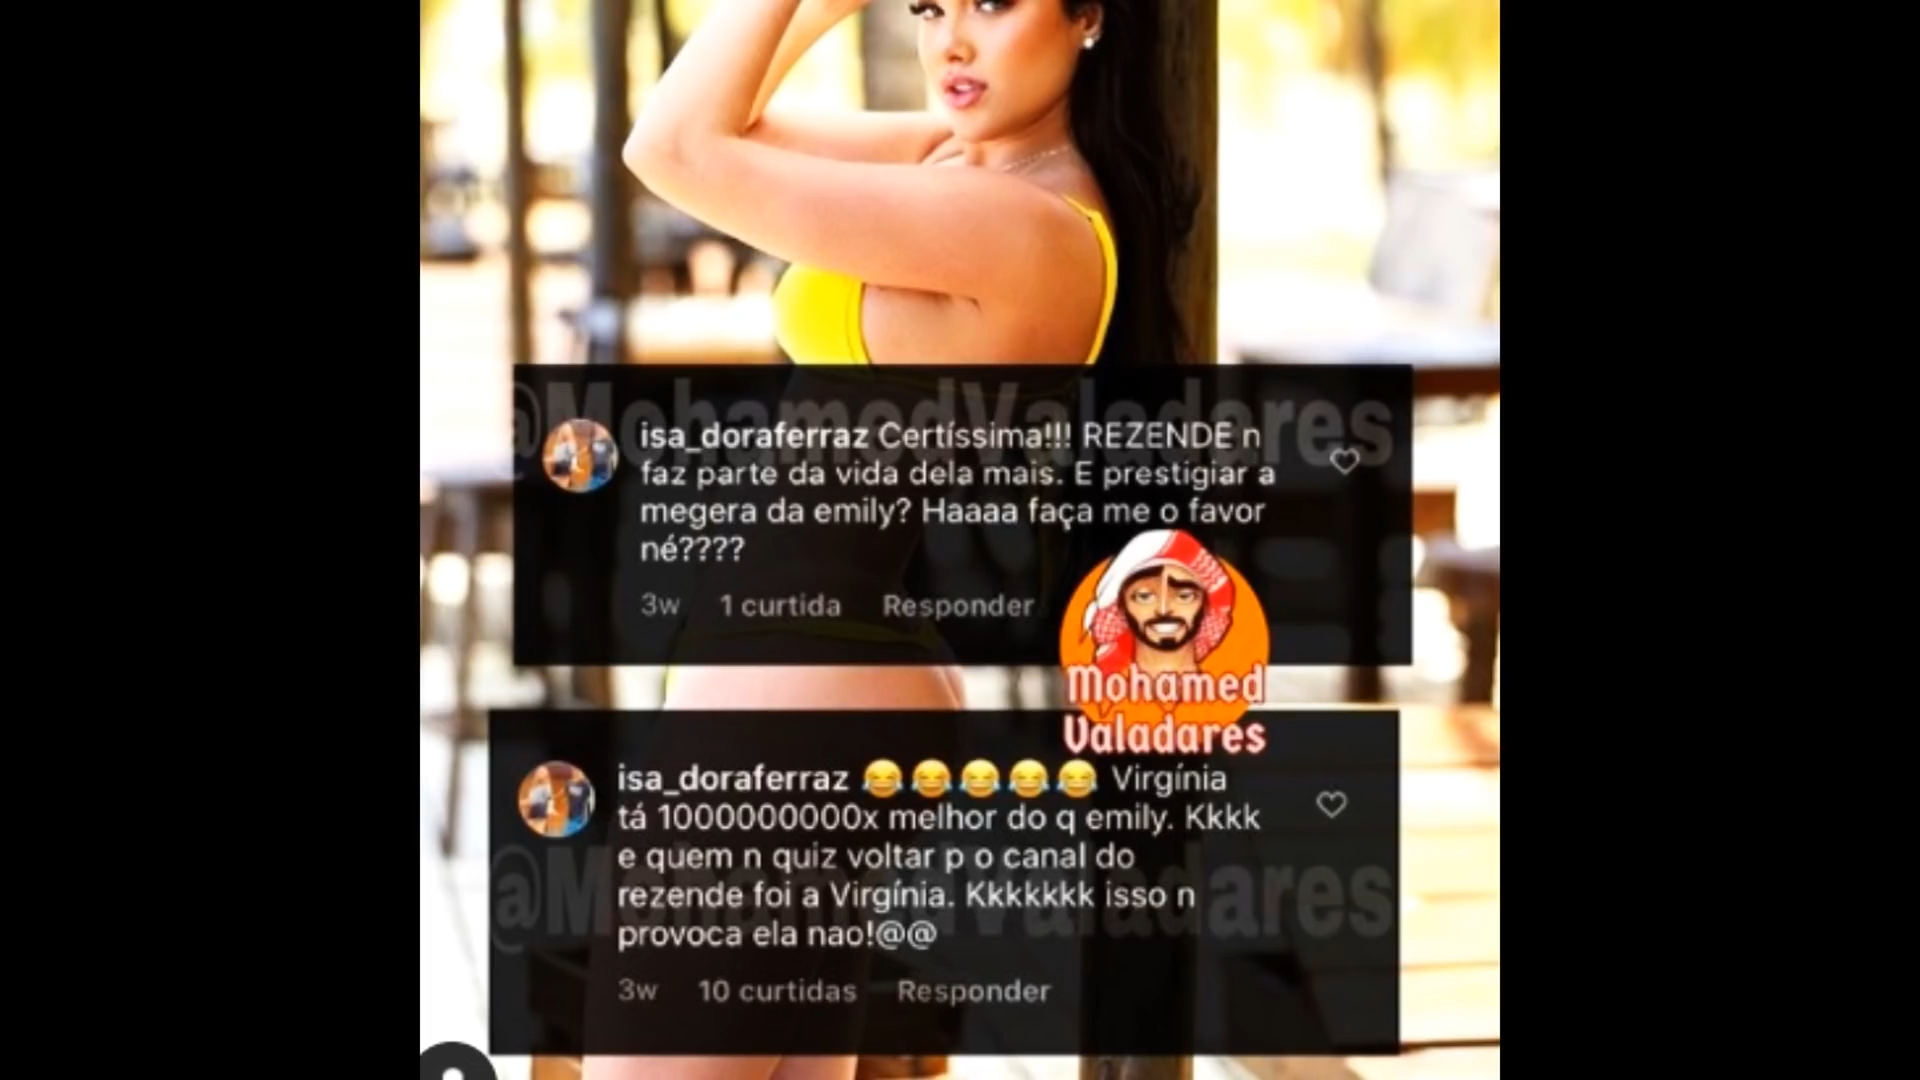 @MohamedValadares
isa_doraferraz Certíssima!!! REZENDE n
faz parte da vida dela mais. E prestigiar a
megera da emily? Haaaa faça me o favor
né????
3w 1 curtida Responder
Mohamed
Valadares
isa_doraferraz 😂😂😂😂😂 Virgínia
tá 1000000000x melhor do q emily. Kkkk
e quem n quiz voltar p o canal do
rezende foi a Virgínia. Kkkkkkk isso n
provoca ela nao!@@
@MohamedValadares
3w 10 curtidas Responder